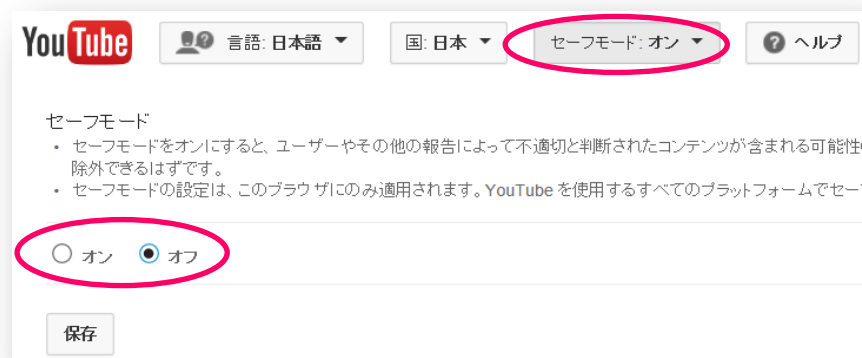 YouTube 言語: 日本語 国: 日本 セーフモード: オン ヘルプ
セーフモード
・ セーフモードをオンにすると、ユーザーやその他の報告によって不適切と判断されたコンテンツが含まれる可能性の
除外できるはずです。
・ セーフモードの設定は、このブラウザにのみ適用されます。YouTube を使用するすべてのプラットフォームでセー
オン オフ
保存